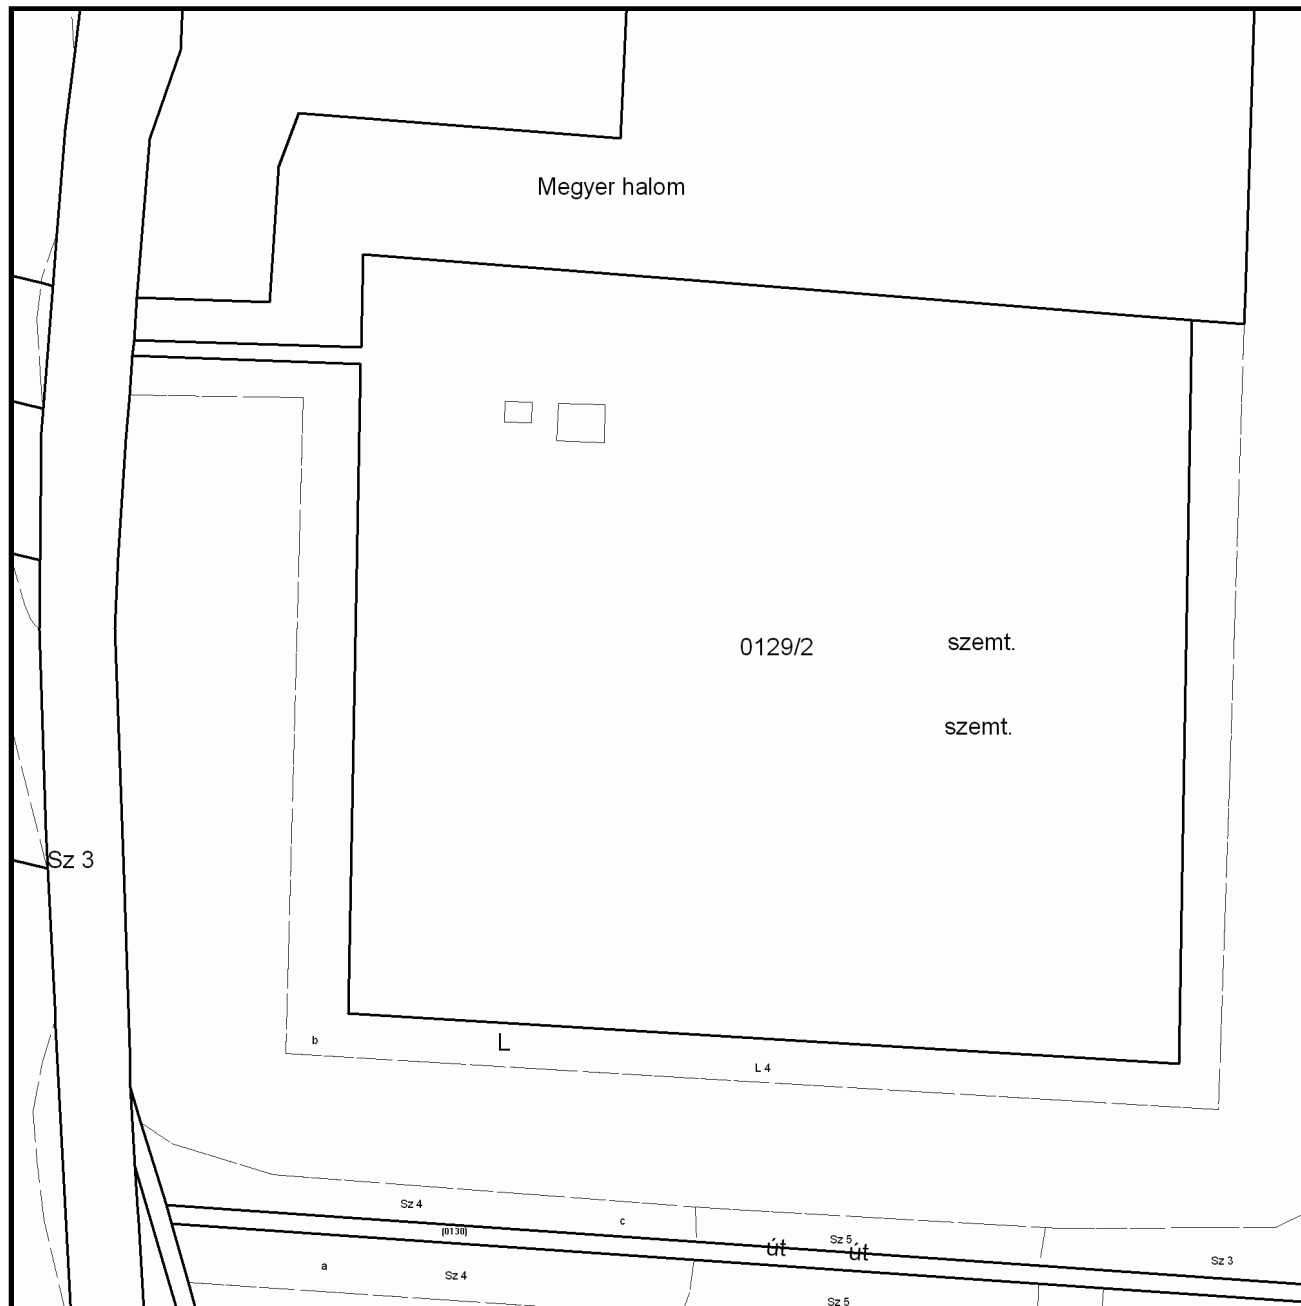 Megyer halom
0129/2
szemt.
szemt.
Sz 3
b
L
L 4
Sz 4
c
(0130)
Sz 5
út
út
Sz 3
a
Sz 4
Sz 5